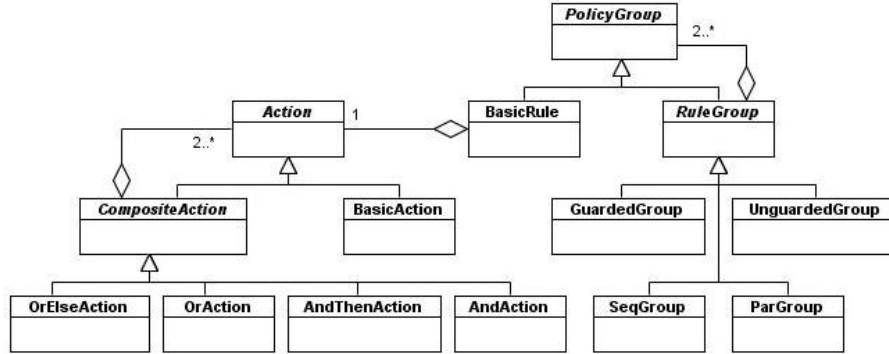 PolicyGroup
2..*
Action
1
BasicRule
RuleGroup
2..*
CompositeAction
BasicAction
GuardedGroup
UnguardedGroup
OrElseAction
OrAction
AndThenAction
AndAction
SeqGroup
ParGroup